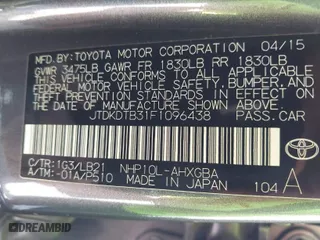 MFD. BY TOYOTA MOTOR CORPORATION 04/15
GVWR 3475LB GAWR FR 1830LB RR 1830LB
THIS VEHICLE CONFORMS TO ALL APPLICABLE
FEDERAL MOTOR VEHICLE SAFETY, BUMPER AND
THEFT PREVENTION STANDARDS IN EFFECT ON
THE DATE OF MANUFACTURE SHOWN ABOVE.
JTDKDTB31F1096438 PASS.CAR
C/TR:1G3/LB21 NHP10L-AHXGBA
A/TM:-01A/PS10 MADE IN JAPAN 104 A
TOYOTA